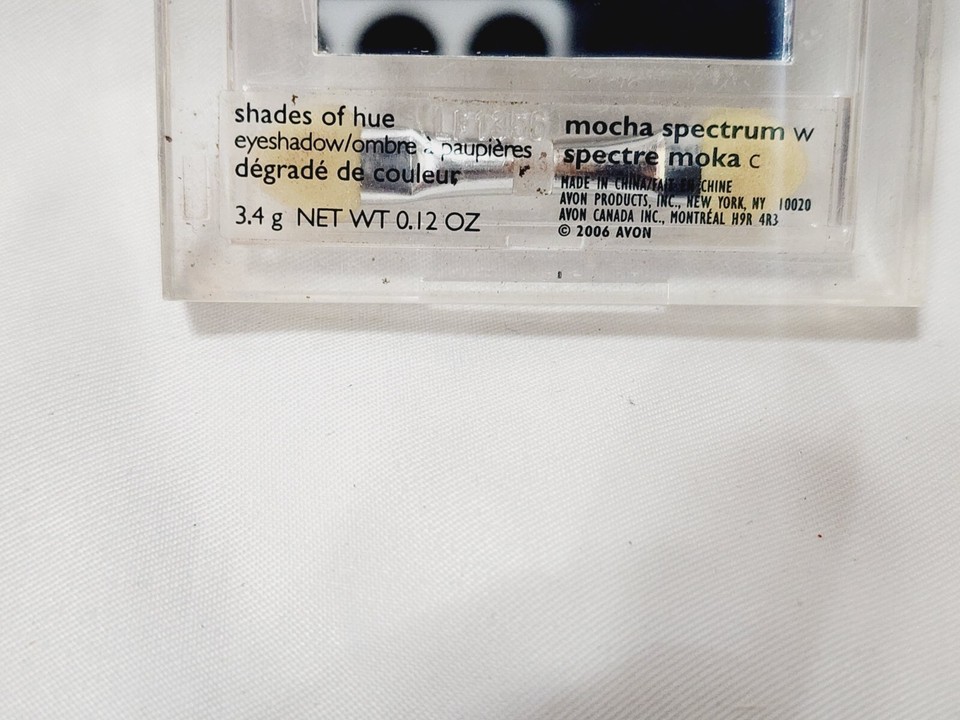 shades of hue
eyeshadow/ombre à paupières
dégradé de couleur
3.4 g NET WT 0.12 OZ
mocha spectrum w
spectre moka c
MADE IN CHINA/FAIT EN CHINE
AVON PRODUCTS, INC., NEW YORK, NY 10020
AVON CANADA INC., MONTRÉAL H9R 4R3
© 2006 AVON